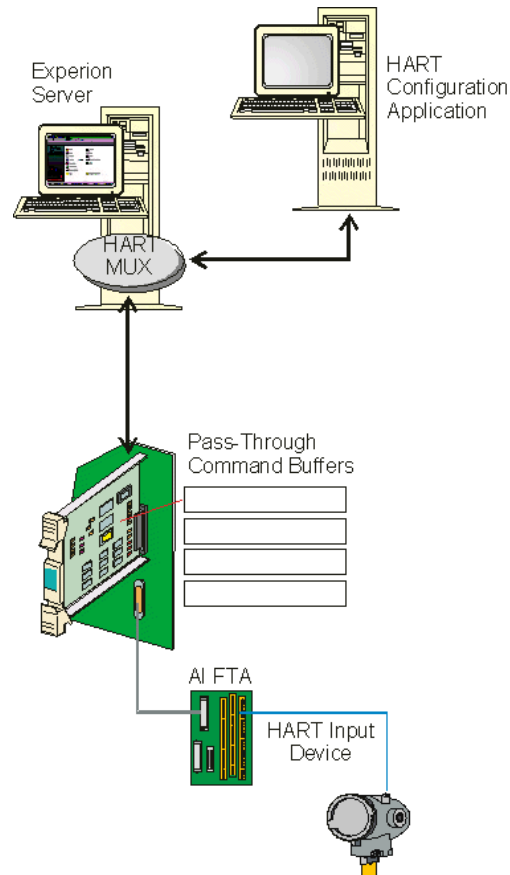 Experion
Server
HART
Configuration
Application
HART
MUX
Pass-Through
Command Buffers
AI FTA
HART Input
Device